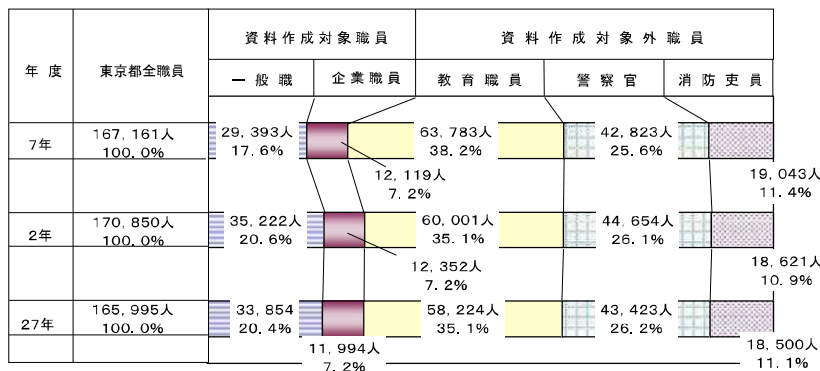 資料作成対象職員 資料作成対象外職員
年度 東京都全職員 一般職 企業職員 教育職員 警察官 消防吏員
7年 167,161人 29,393人 63,783人 42,823人
100.0% 17.6% 38.2% 25.6%
12,119人 19,043人
7.2% 11.4%
2年 170,850人 35,222人 60,001人 44,654人
100.0% 20.6% 35.1% 26.1%
12,352人 18,621人
7.2% 10.9%
27年 165,995人 33,854 58,224人 43,423人
100.0% 20.4% 35.1% 26.2%
11,994人 18,500人
7.2% 11.1%